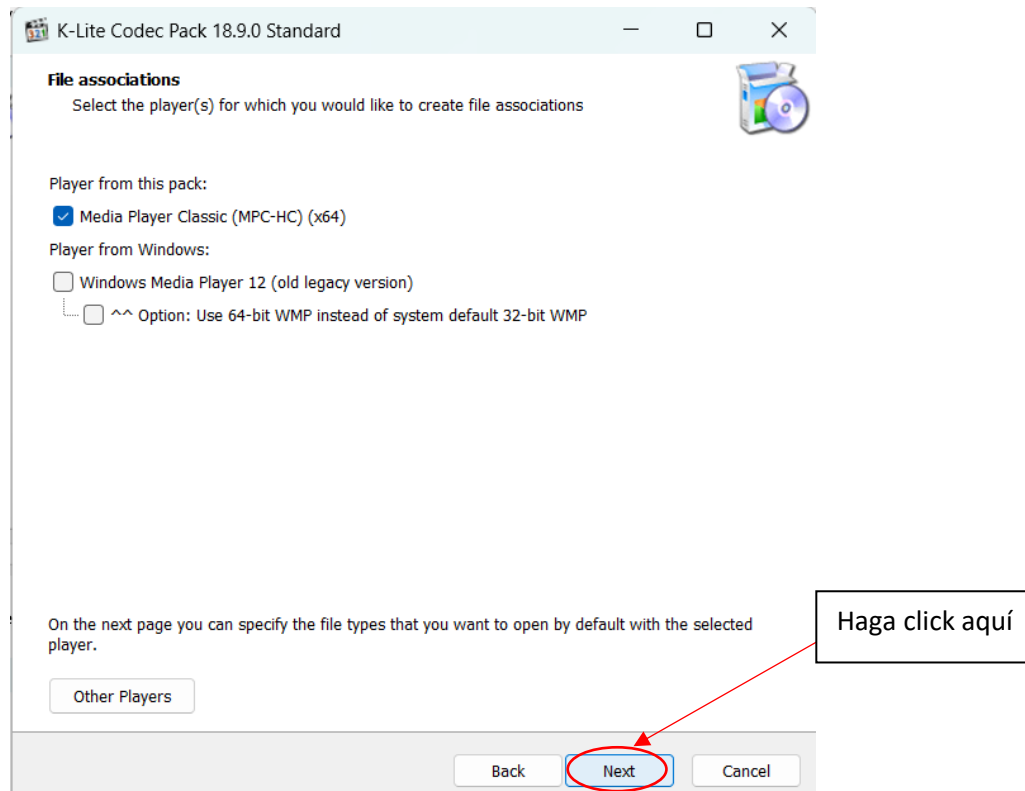 K-Lite Codec Pack 18.9.0 Standard
File associations
Select the player(s) for which you would like to create file associations
Player from this pack:
Media Player Classic (MPC-HC) (x64)
Player from Windows:
Windows Media Player 12 (old legacy version)
^^ Option: Use 64-bit WMP instead of system default 32-bit WMP
On the next page you can specify the file types that you want to open by default with the selected
player.
Haga click aquí
Other Players
Back Next Cancel